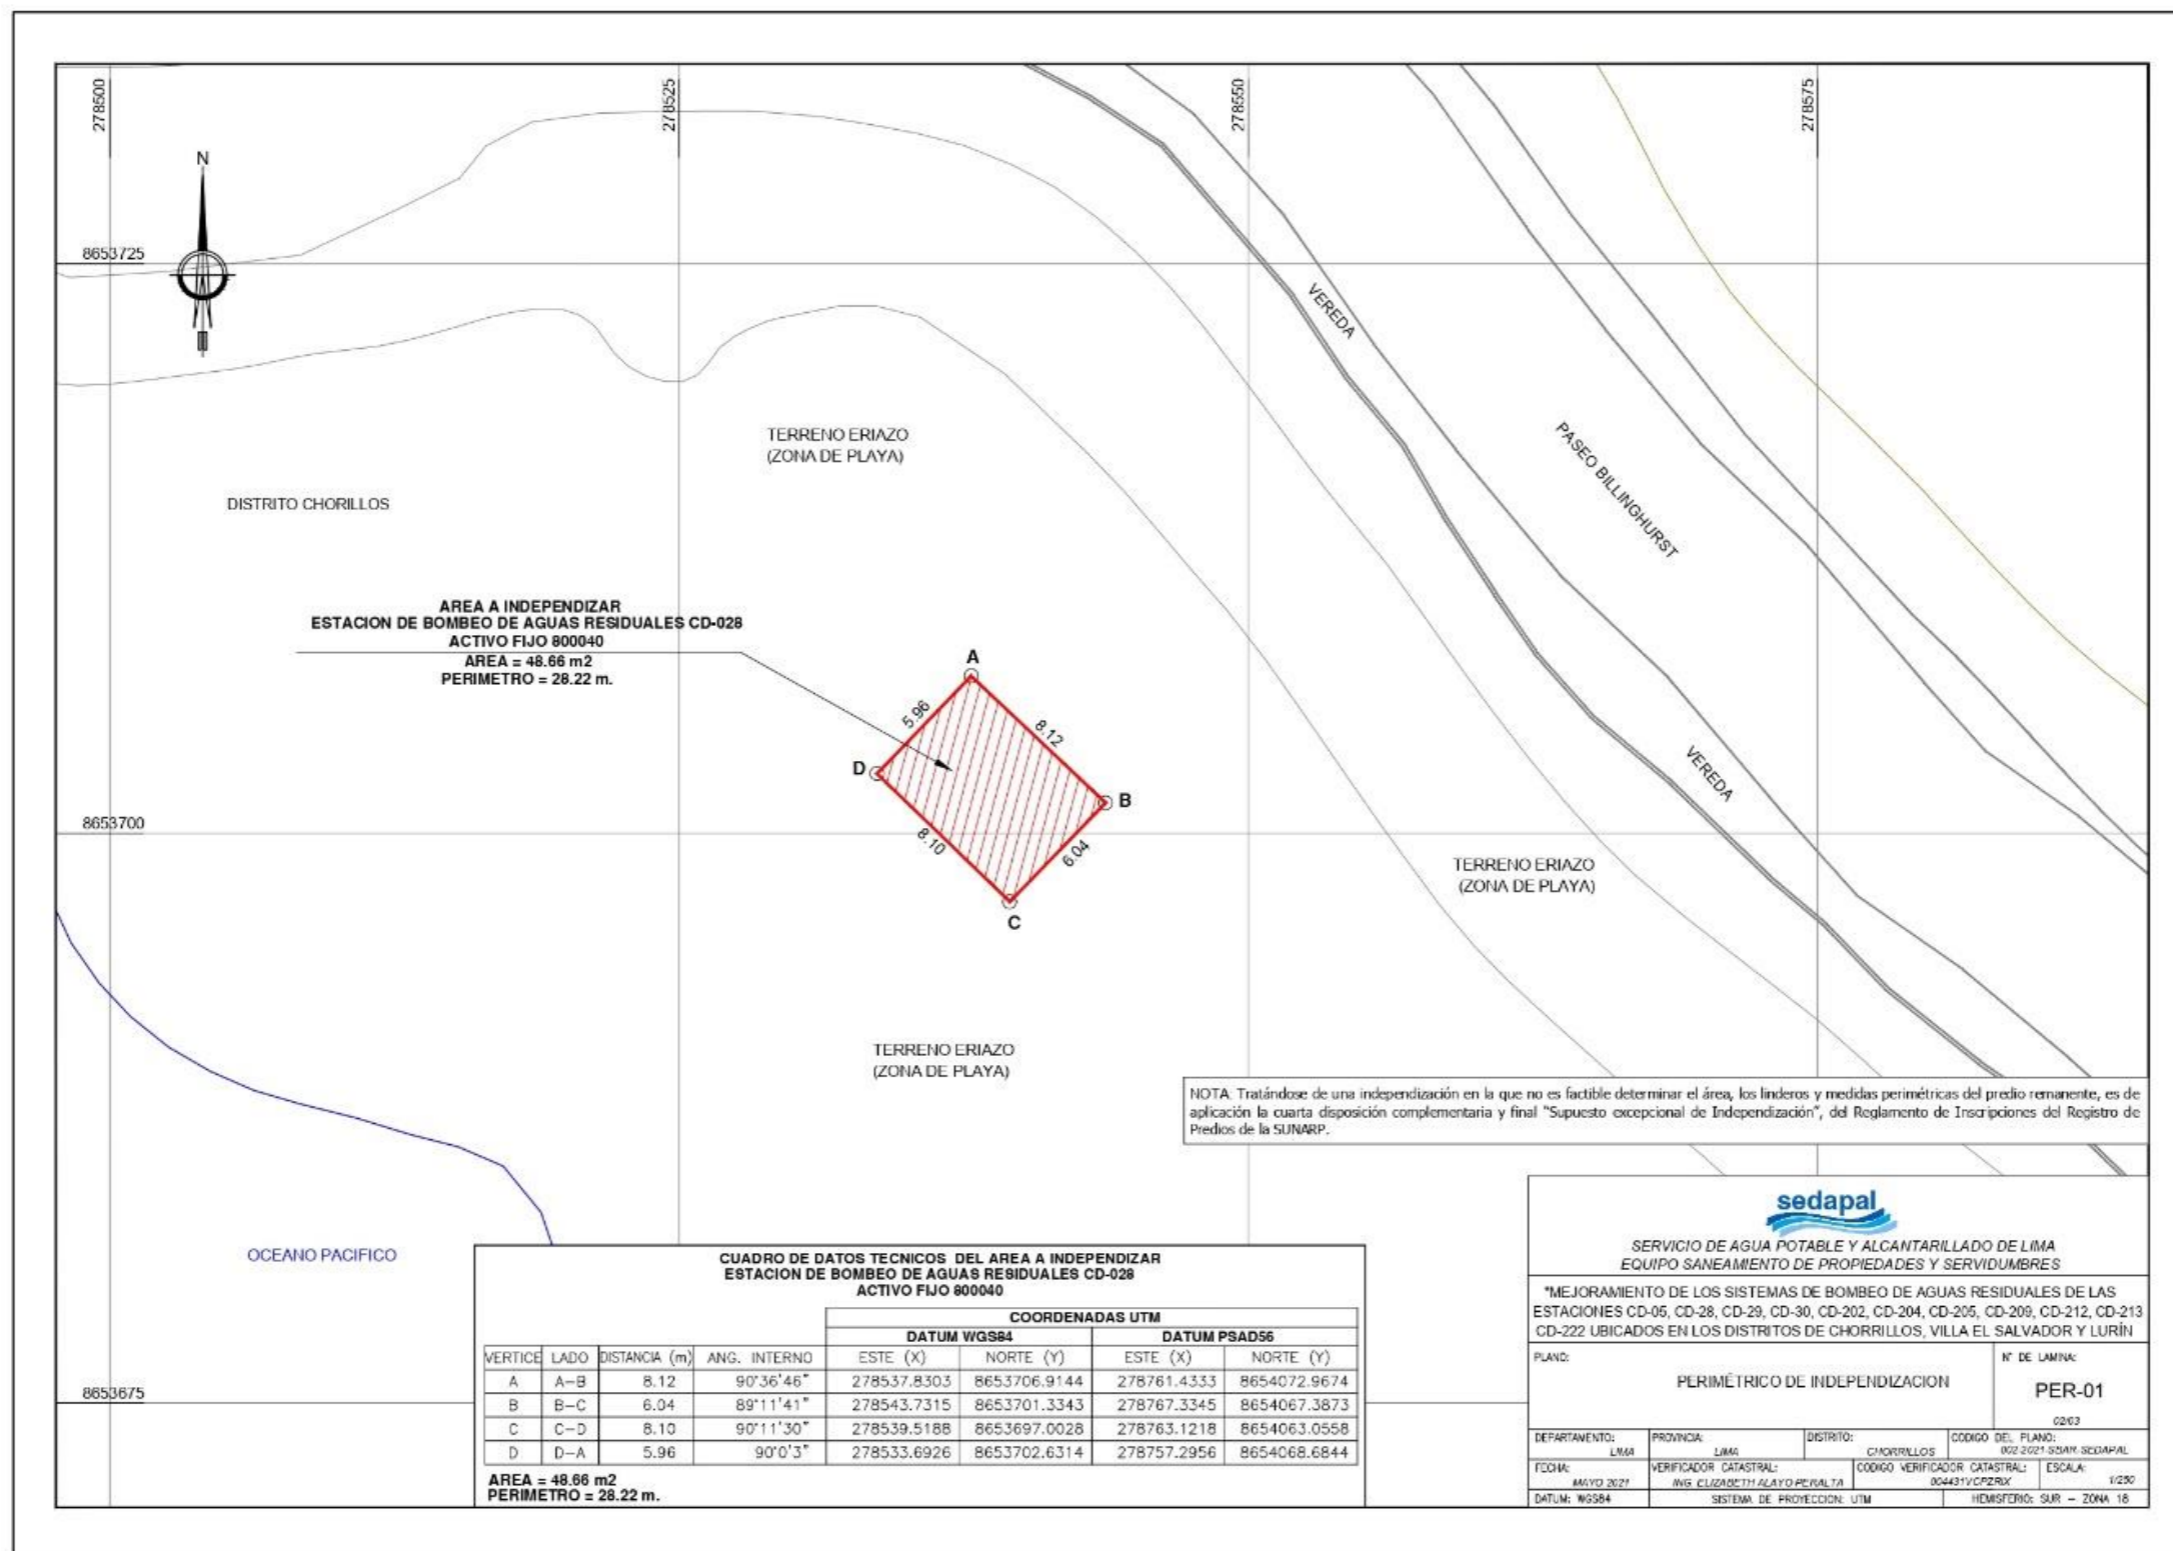 278500
278525
278550
278575
N
8653725
VEREDA
TERRENO ERIAZO
(ZONA DE PLAYA)
PASEO BILLINGHURST
DISTRITO CHORILLOS
AREA A INDEPENDIZAR
ESTACION DE BOMBEO DE AGUAS RESIDUALES CD-028
ACTIVO FIJO 800040
AREA = 48.66 m2
PERIMETRO = 28.22 m.
A
5.96
8.12
D
B
VEREDA
8653700
8.10
6.04
TERRENO ERIAZO
(ZONA DE PLAYA)
C
TERRENO ERIAZO
(ZONA DE PLAYA)
NOTA: Tratándose de una independización en la que no es factible determinar el área, los linderos y medidas perimétricas del predio remanente, es de
aplicación la cuarta disposición complementaria y final "Supuesto excepcional de Independización", del Reglamento de Inscripciones del Registro de
Predios de la SUNARP.
OCEANO PACIFICO
8653675
CUADRO DE DATOS TECNICOS DEL AREA A INDEPENDIZAR
ESTACION DE BOMBEO DE AGUAS RESIDUALES CD-028
ACTIVO FIJO 800040
COORDENADAS UTM
DATUM WGS84 DATUM PSAD56
VERTICE LADO DISTANCIA (m) ANG. INTERNO ESTE (X) NORTE (Y) ESTE (X) NORTE (Y)
A A-B 8.12 90°36'46" 278537.8303 8653706.9144 278761.4333 8654072.9674
B B-C 6.04 89°11'41" 278543.7315 8653701.3343 278767.3345 8654067.3873
C C-D 8.10 90°11'30" 278539.5188 8653697.0028 278763.1218 8654063.0558
D D-A 5.96 90°0'3" 278533.6926 8653702.6314 278757.2956 8654068.6844
AREA = 48.66 m2
PERIMETRO = 28.22 m.
sedapal
SERVICIO DE AGUA POTABLE Y ALCANTARILLADO DE LIMA
EQUIPO SANEAMIENTO DE PROPIEDADES Y SERVIDUMBRES
"MEJORAMIENTO DE LOS SISTEMAS DE BOMBEO DE AGUAS RESIDUALES DE LAS
ESTACIONES CD-05, CD-28, CD-29, CD-30, CD-202, CD-204, CD-205, CD-209, CD-212, CD-213
CD-222 UBICADOS EN LOS DISTRITOS DE CHORRILLOS, VILLA EL SALVADOR Y LURÍN
PLANO:
PERIMÉTRICO DE INDEPENDIZACION
N° DE LAMINA:
PER-01
02/03
DEPARTAMENTO: LIMA
PROVINCIA: LIMA
DISTRITO: CHORRILLOS
CODIGO DEL PLANO: 002-2021-SBAR-SEDAPAL
FECHA: MAYO 2021
VERIFICADOR CATASTRAL: ING. ELIZABETH ALAYO PERALTA
CODIGO VERIFICADOR CATASTRAL: 004431VCPZRIX
ESCALA: 1/250
DATUM: WGS84
SISTEMA DE PROYECCION: UTM
HEMISFERIO: SUR - ZONA 18